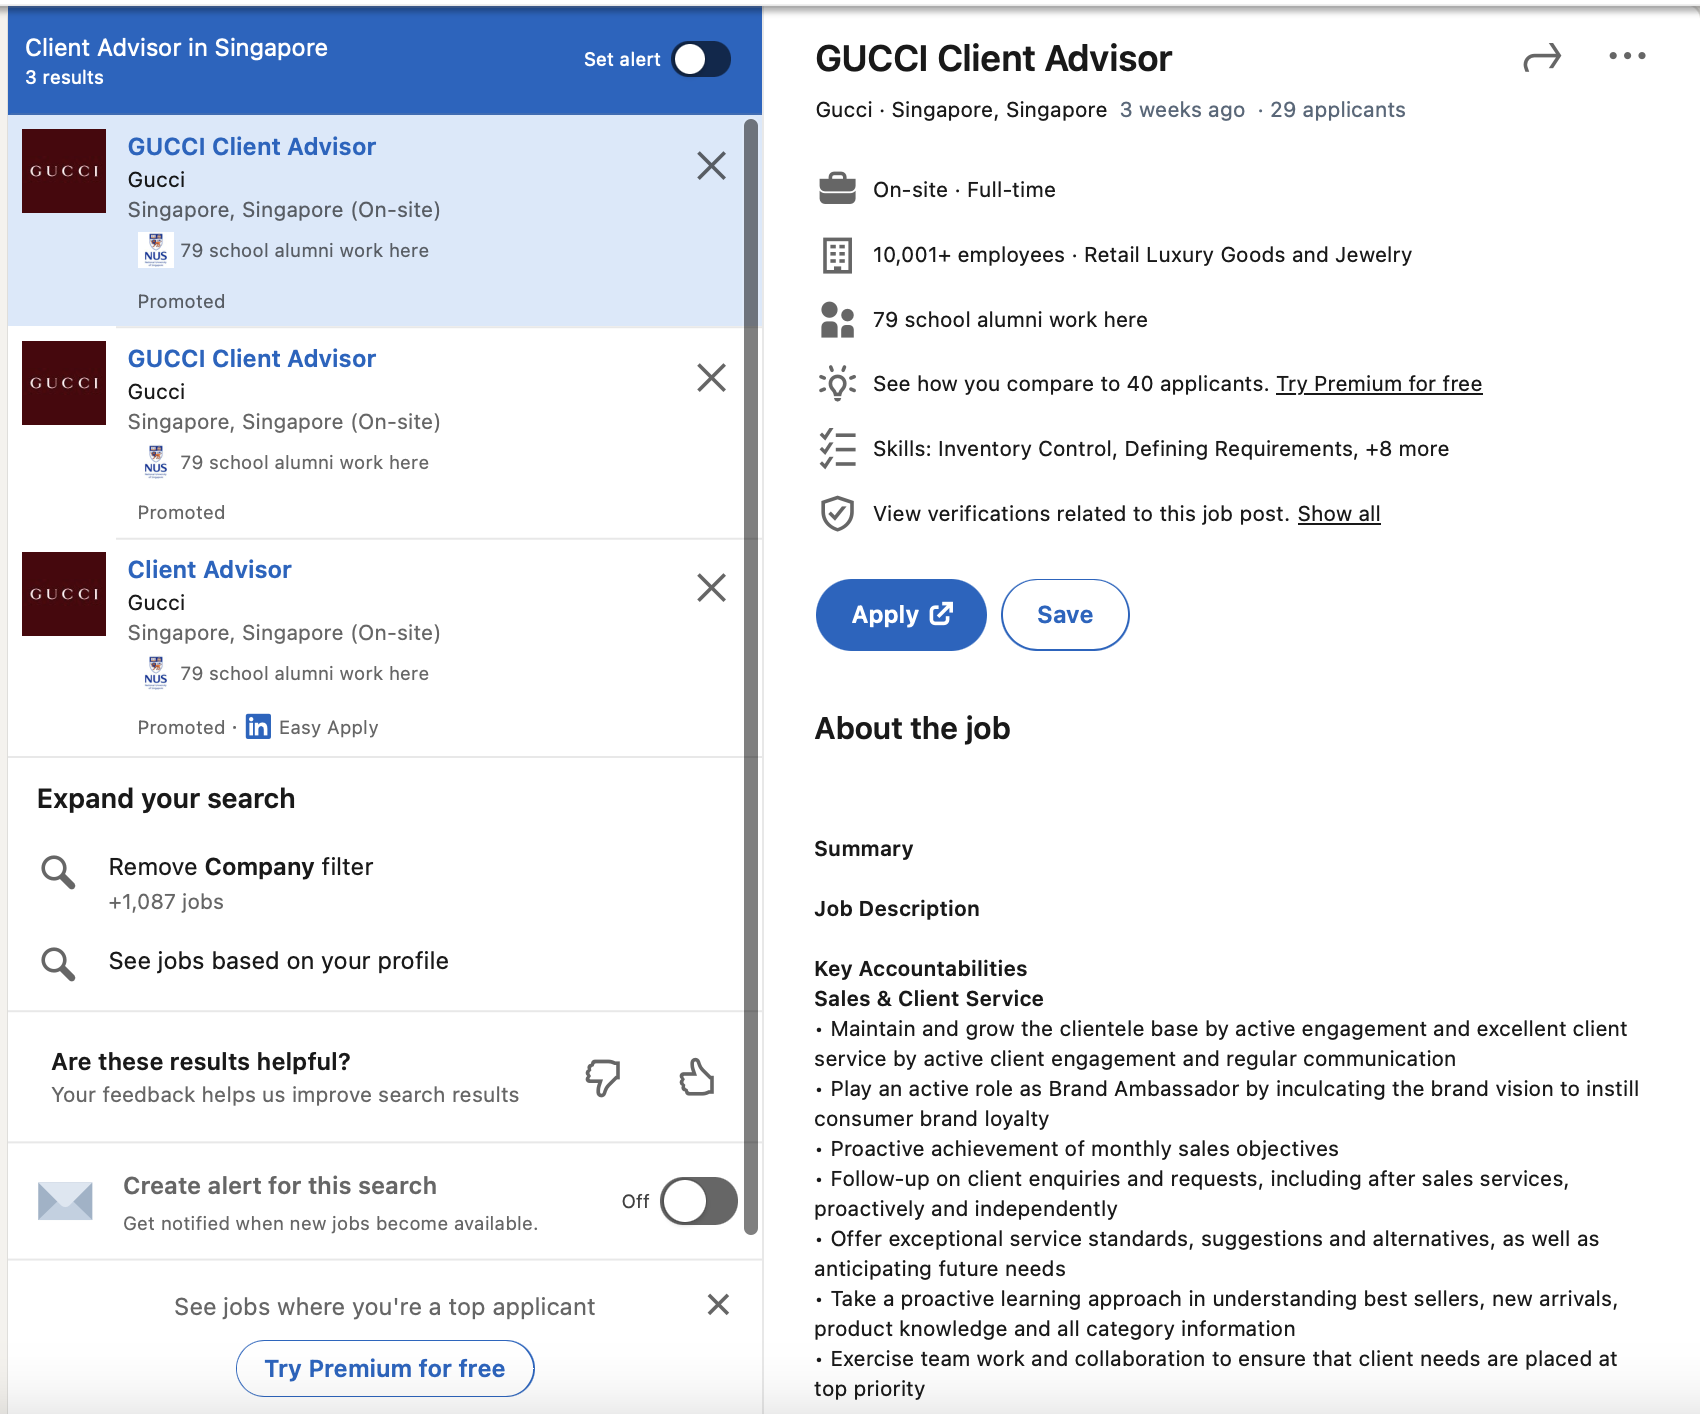 Client Advisor in Singapore
3 results
Set alert
GUCCI
GUCCI Client Advisor
Gucci
Singapore, Singapore (On-site)
NUS
79 school alumni work here
Promoted
GUCCI
GUCCI Client Advisor
Gucci
Singapore, Singapore (On-site)
NUS
79 school alumni work here
Promoted
GUCCI
Client Advisor
Gucci
Singapore, Singapore (On-site)
NUS
79 school alumni work here
Promoted · in Easy Apply
Expand your search
Remove Company filter
+1,087 jobs
See jobs based on your profile
Are these results helpful?
Your feedback helps us improve search results
Create alert for this search
Get notified when new jobs become available.
Off
See jobs where you're a top applicant
Try Premium for free
GUCCI Client Advisor
Gucci · Singapore, Singapore 3 weeks ago · 29 applicants
On-site · Full-time
10,001+ employees · Retail Luxury Goods and Jewelry
79 school alumni work here
See how you compare to 40 applicants. Try Premium for free
Skills: Inventory Control, Defining Requirements, +8 more
View verifications related to this job post. Show all
Apply
Save
About the job
Summary
Job Description
Key Accountabilities
Sales & Client Service
• Maintain and grow the clientele base by active engagement and excellent client
service by active client engagement and regular communication
• Play an active role as Brand Ambassador by inculcating the brand vision to instill
consumer brand loyalty
• Proactive achievement of monthly sales objectives
• Follow-up on client enquiries and requests, including after sales services,
proactively and independently
• Offer exceptional service standards, suggestions and alternatives, as well as
anticipating future needs
• Take a proactive learning approach in understanding best sellers, new arrivals,
product knowledge and all category information
• Exercise team work and collaboration to ensure that client needs are placed at
top priority